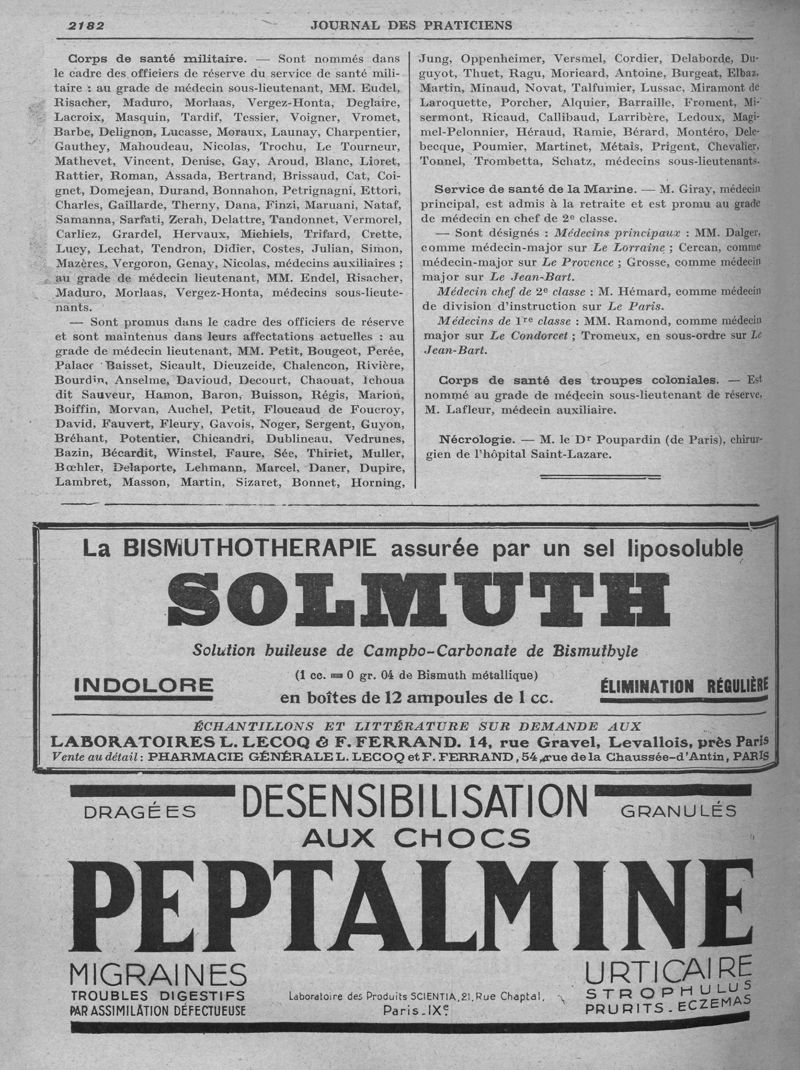 2182
JOURNAL DES PRATICIENS
Corps de santé militaire. — Sont nommés dans
le cadre des officiers de réserve du service de santé mili-
taire : au grade de médecin sous-lieutenant, MM. Eudel,
Risacher, Maduro, Morlaas, Vergez-Honta, Deglaire,
Lacroix, Masquin, Tardif, Tessier, Voigner, Vromet,
Barbe, Delignon, Lucasse, Moraux, Launay, Charpentier,
Gauthey, Mahoudeau, Nicolas, Trochu, Le Tourneur,
Mathevet, Vincent, Denise, Gay, Aroud, Blanc, Lioret,
Rattier, Roman, Assada, Bertrand, Brissaud, Cat, Coi-
gnet, Domejean, Durand, Bonnahon, Petrignagni, Ettori,
Charles, Gaillarde, Therny, Dana, Finzi, Maruani, Nataf,
Samanna, Sarfati, Zerah, Delattre, Tandonnet, Vermorel,
Carliez, Grardel, Hervaux, Miehiels, Trifard, Crette,
Lucy, Lechat, Tendron, Didier, Costes, Julian, Simon,
Mazères, Vergoron, Genay, Nicolas, médecins auxiliaires ;
au grade de médecin lieutenant, MM. Endel, Risacher,
Maduro, Morlaas, Vergez-Honta, médecins sous-lieute-
nants.
— Sont promus dans le cadre des officiers de réserve
et sont maintenus dans leurs affectations actuelles : au
grade de médecin lieutenant, MM. Petit, Bougeot, Perée,
Palacr Baisset, Sicault, Dieuzeide, Chalencon, Rivière,
Bourdin, Anselme, Davioud, Decourt, Chaouat, Ichoua
dit Sauveur, Hamon, Baron, Buisson, Régis, Marion,
Boiffin, Morvan, Auchel, Petit, Floucaud de Foucroy,
David, Fauvert, Fleury, Gavois, Noger, Sergent, Guyon,
Bréhant, Potentier, Chicandri, Dublineau, Vedrunes,
Bazin, Bécardit, Winstel, Faure, Sée, Thiriet, Muller,
Bœhler, Delaporte, Lehmann, Marcel, Daner, Dupire,
Lambret, Masson, Martin, Sizaret, Bonnet, Horning,
Jung, Oppenheimer, Versmel, Cordier, Delaborde, Du-
guyot, Thuet, Ragu, Moricard, Antoine, Burgeat, Elbaz,
Martin, Minaud, Novat, Talfumier, Lussac, Miramont de
Laroquette, Porcher, Alquier, Barraille, Froment, Mi-
sermont, Ricaud, Callibaud, Larribère, Ledoux, Magi-
mel-Pelonnier, Héraud, Ramie, Bérard, Montéro, Dele-
becque, Poumier, Martinet, Métais, Prigent, Chevalier,
Tonnel, Trombetta, Schatz, médecins sous-lieutenants.
Service de santé de la Marine. — M. Giray, médecin
principal, est admis à la retraite et est promu au grade
de médecin en chef de 2e classe.
— Sont désignés : Médecins principaux : MM. Dalger,
comme médecin-major sur Le Lorraine ; Cercan, comme
médecin-major sur Le Provence ; Grosse, comme médecin
major sur Le Jean-Bart.
Médecin chef de 2e classe : M. Hémard, comme médecin
de division d'instruction sur Le Paris.
Médecins de 1re classe : MM. Ramond, comme médecin
major sur Le Condorcet ; Tromeux, en sous-ordre sur Le
Jean-Bart.
Corps de santé des troupes coloniales. — Est
nommé au grade de médecin sous-lieutenant de réserve,
M. Lafleur, médecin auxiliaire.
Nécrologie. — M. le Dr Poupardin (de Paris), chirur-
gien de l'hôpital Saint-Lazare.
La BISMUTHOTHERAPIE assurée par un sel liposoluble
SOLMUTH
Solution huileuse de Campho-Carbonate de Bismuthyle
INDOLORE
(1 cc. = 0 gr. 04 de Bismuth métallique)
en boîtes de 12 ampoules de 1 cc.
ÉLIMINATION RÉGULIÈRE
ÉCHANTILLONS ET LITTÉRATURE SUR DEMANDE AUX
LABORATOIRES L. LECOQ & F. FERRAND. 14, rue Gravel, Levallois, près Paris
Vente au détail : PHARMACIE GÉNÉRALE L. LECOQ et F. FERRAND, 54, rue de la Chaussée-d'Antin, PARIS
DRAGÉES
DESENSIBILISATION
GRANULÉS
AUX CHOCS
PEPTALMINE
MIGRAINES
TROUBLES DIGESTIFS
PAR ASSIMILATION DÉFECTUEUSE
Laboratoire des Produits SCIENTIA, 21, Rue Chaptal.
Paris_IXe
URTICAIRE
STROPHULUS
PRURITS _ ECZEMAS